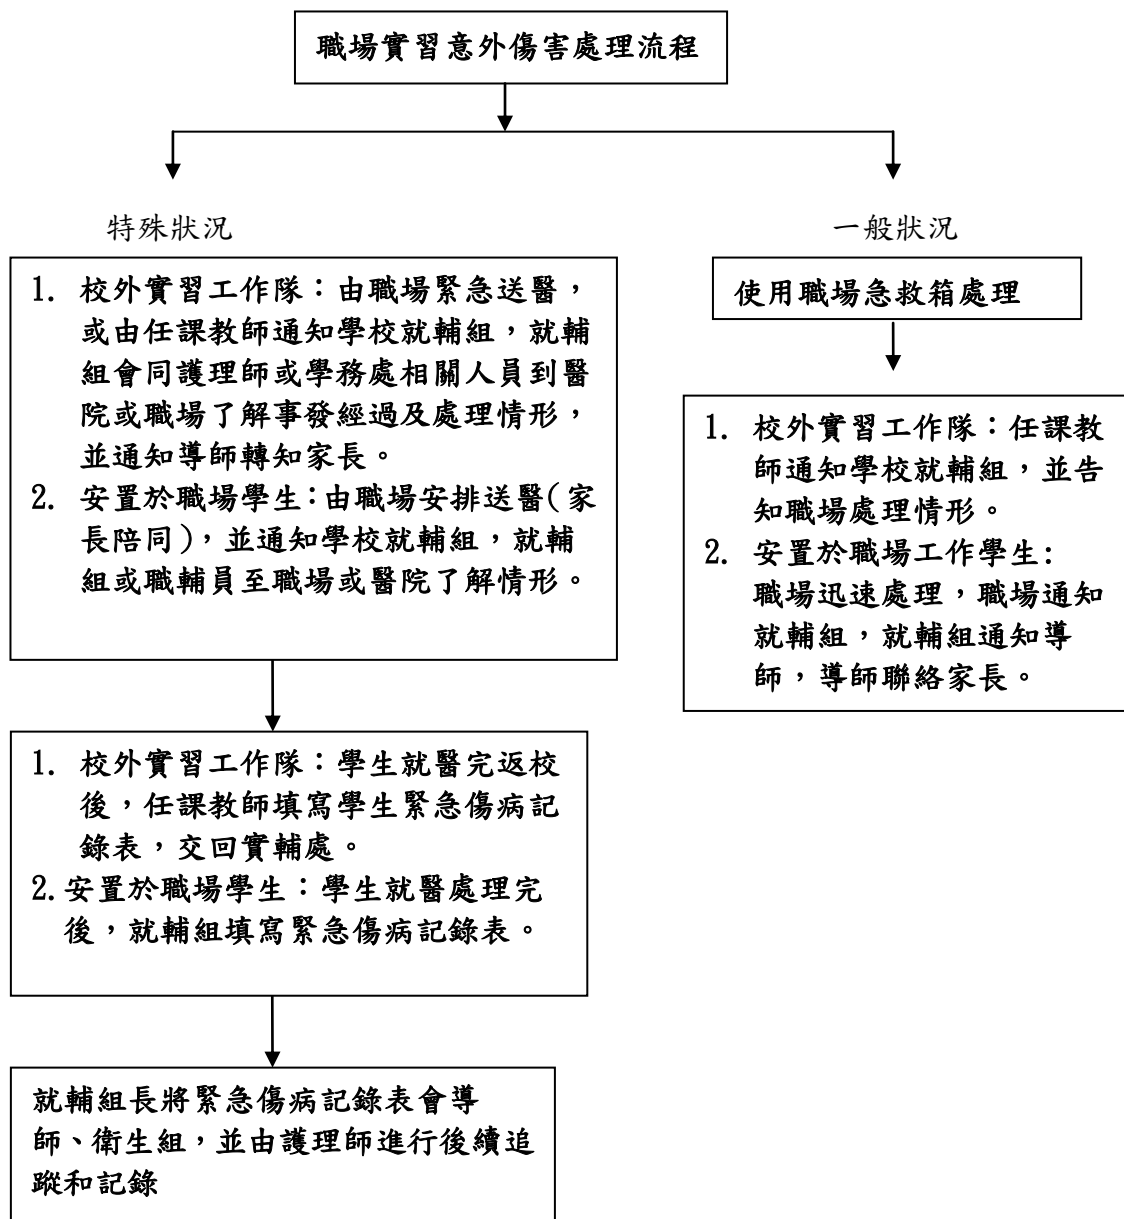 職場實習意外傷害處理流程
特殊狀況
1. 校外實習工作隊：由職場緊急送醫，
或由任課教師通知學校就輔組，就輔
組會同護理師或學務處相關人員到醫
院或職場了解事發經過及處理情形，
並通知導師轉知家長。
2. 安置於職場學生：由職場安排送醫(家
長陪同)，並通知學校就輔組，就輔
組或職輔員至職場或醫院了解情形。
1. 校外實習工作隊：學生就醫完返校
後，任課教師填寫學生緊急傷病記
錄表，交回實輔處。
2. 安置於職場學生：學生就醫處理完
後，就輔組填寫緊急傷病記錄表。
就輔組長將緊急傷病記錄表會導
師、衛生組，並由護理師進行後續追
蹤和記錄
一般狀況
使用職場急救箱處理
1. 校外實習工作隊：任課教
師通知學校就輔組，並告
知職場處理情形。
2. 安置於職場工作學生:
職場迅速處理，職場通知
就輔組，就輔組通知導
師，導師聯絡家長。